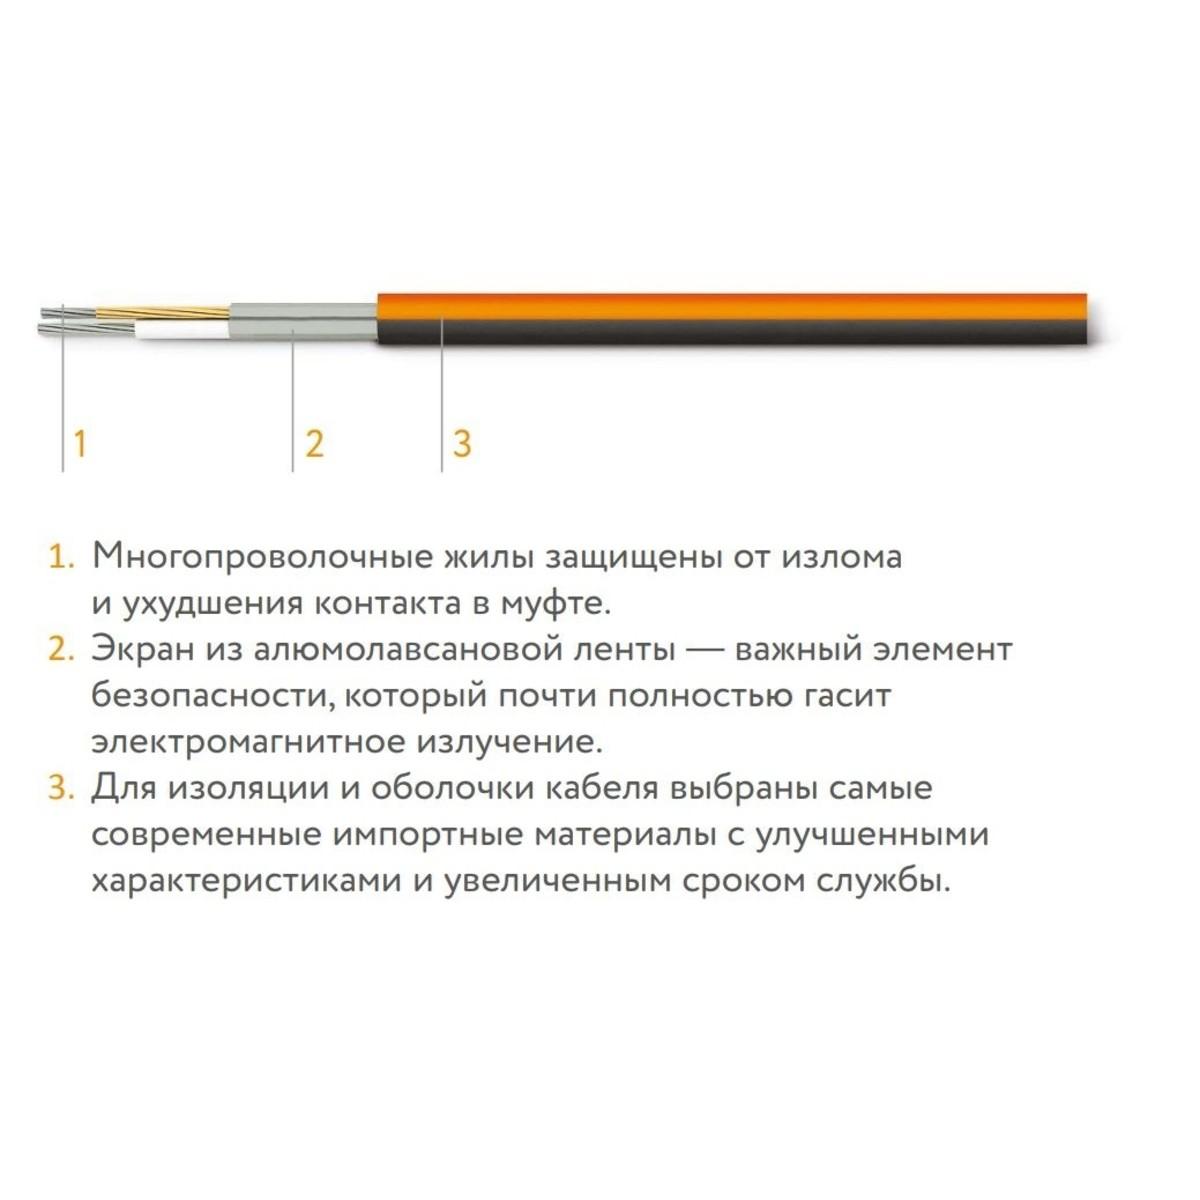 1
2
3
1. Многопроволочные жилы защищены от излома
и ухудшения контакта в муфте.
2. Экран из алюмолавсановой ленты — важный элемент
безопасности, который почти полностью гасит
электромагнитное излучение.
3. Для изоляции и оболочки кабеля выбраны самые
современные импортные материалы с улучшенными
характеристиками и увеличенным сроком службы.